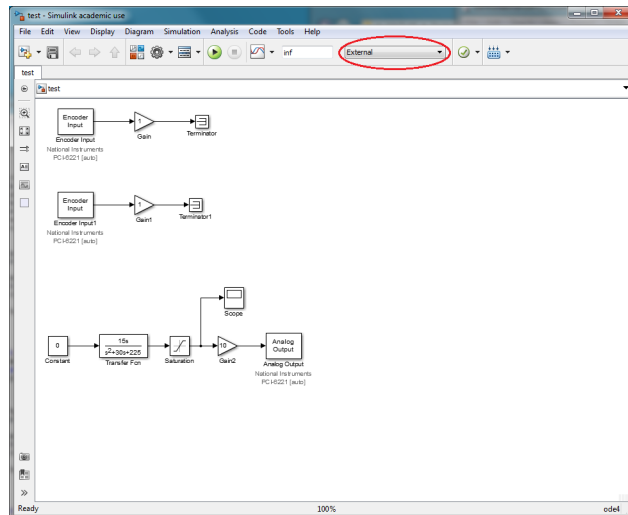 test - Simulink academic use
File Edit View Display Diagram Simulation Analysis Code Tools Help
inf External
test
test
Encoder
Input
Encoder Input
National Instruments
PCI-6221 [auto]
1
Gain
Terminator
Encoder
Input
Encoder Input1
National Instruments
PCI-6221 [auto]
1
Gain1
Terminator1
Scope
0
Constant
15s
s²+30s+225
Transfer Fcn
Saturation
10
Gain2
Analog
Output
Analog Output
National Instruments
PCI-6221 [auto]
Ready 100% ode4